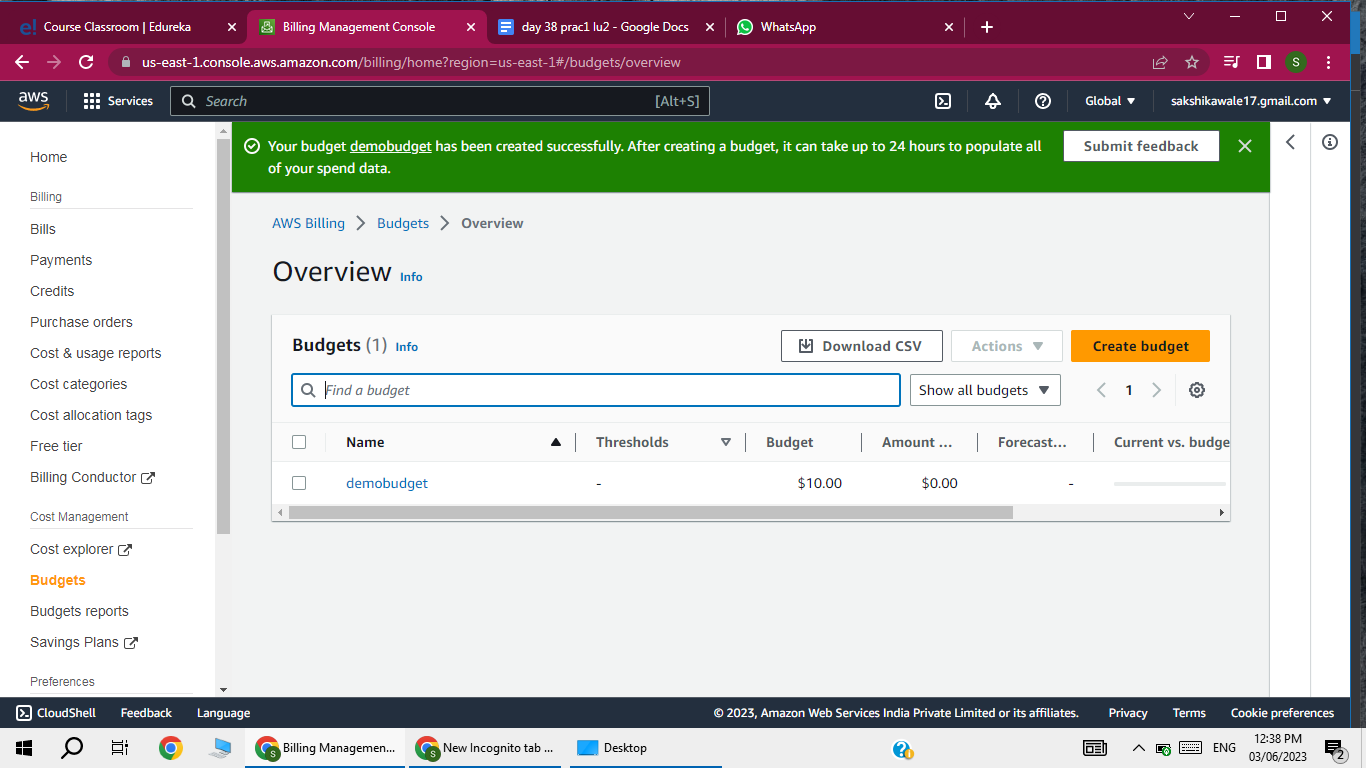 Course Classroom | Edureka
Billing Management Console
day 38 prac1 lu2 - Google Docs
WhatsApp
us-east-1.console.aws.amazon.com/billing/home?region=us-east-1#/budgets/overview
S
aws
Services
Search
[Alt+S]
Global
sakshikawale17.gmail.com
Home
Billing
Bills
Payments
Credits
Purchase orders
Cost & usage reports
Cost categories
Cost allocation tags
Free tier
Billing Conductor
Cost Management
Cost explorer
Budgets
Budgets reports
Savings Plans
Preferences
Your budget demobudget has been created successfully. After creating a budget, it can take up to 24 hours to populate all
of your spend data.
Submit feedback
AWS Billing > Budgets > Overview
Overview Info
Budgets (1) Info
Download CSV
Actions
Create budget
Find a budget
Show all budgets
1
Name Thresholds Budget Amount ... Forecast... Current vs. budge
demobudget - $10.00 $0.00 -
CloudShell Feedback Language
© 2023, Amazon Web Services India Private Limited or its affiliates. Privacy Terms Cookie preferences
S Billing Managemen...
S New Incognito tab ...
Desktop
ENG
12:38 PM
03/06/2023
2